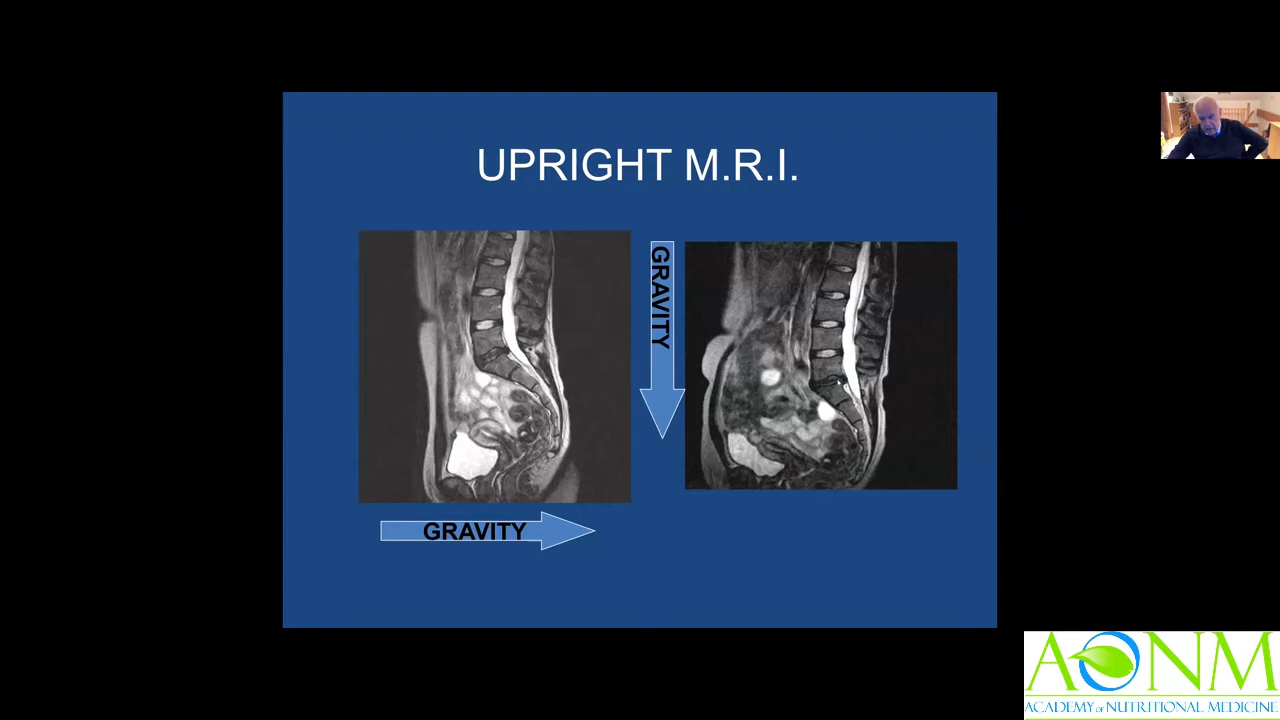 UPRIGHT M.R.I.
GRAVITY
GRAVITY
AONM
ACADEMY of NUTRITIONAL MEDICINE